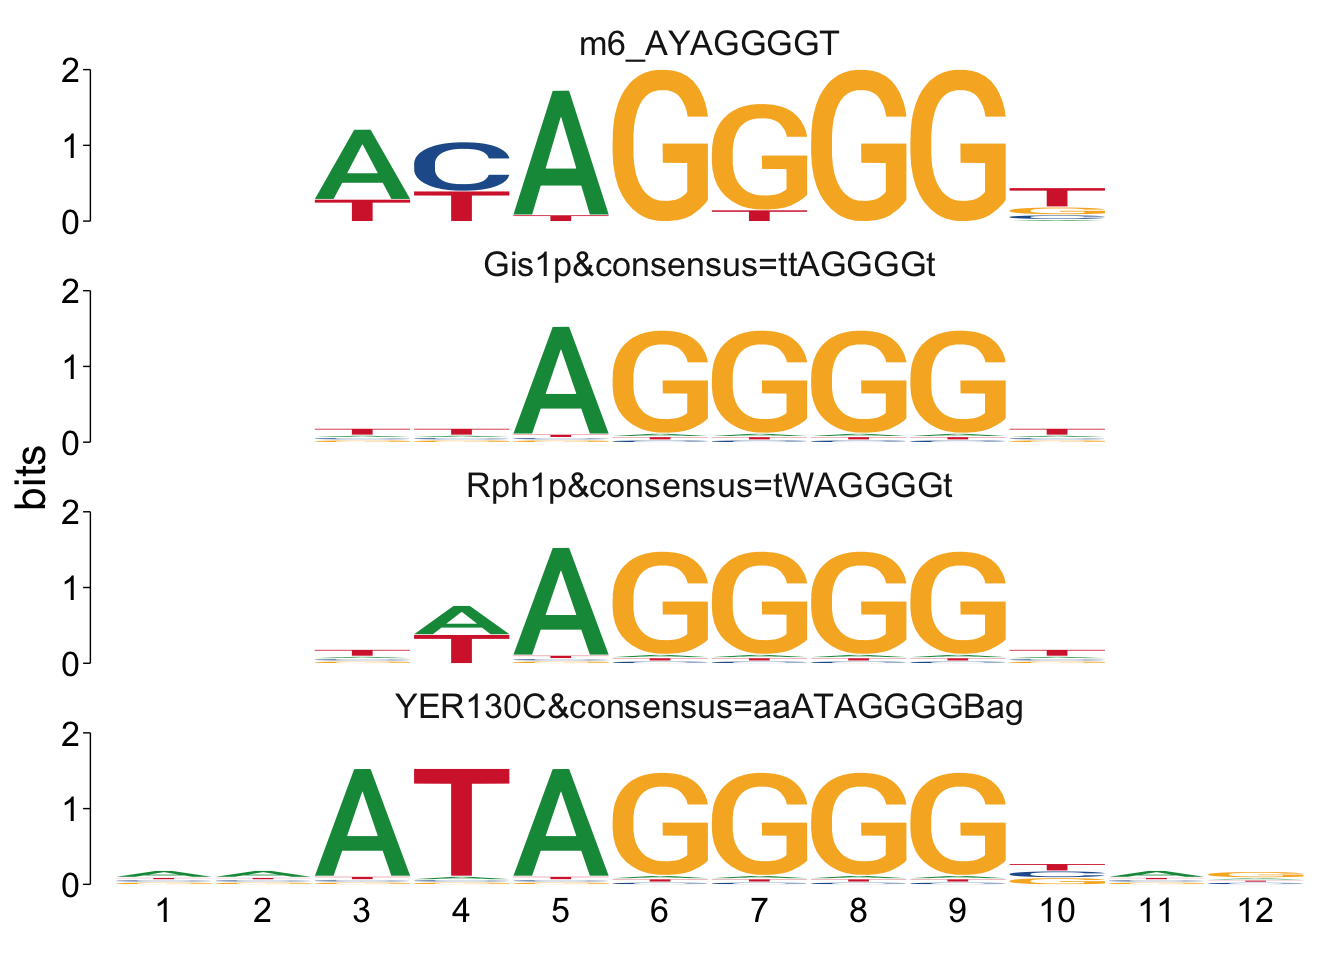 m6_AYAGGGGT
2
1
0
A C A G G G G T
T T T T G
C
Gis1p&consensus=ttAGGGGt
2
1
0
T T A G G G G T
Rph1p&consensus=tWAGGGGt
2
1
0
T A A G G G G T
T
bits
YER130C&consensus=aaATAGGGGBag
2
1
0
A A A T A G G G G T A G
C
G
1 2 3 4 5 6 7 8 9 10 11 12